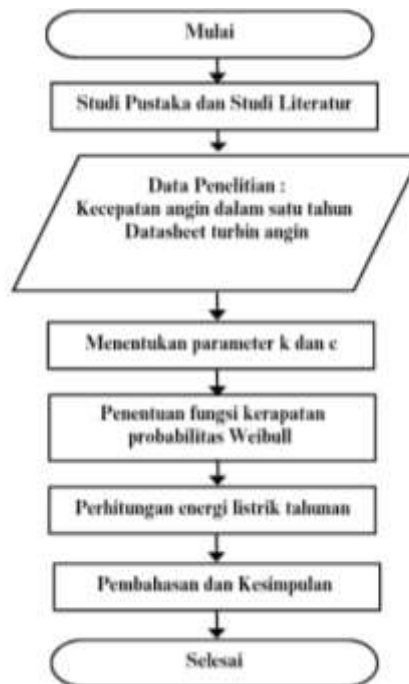 Mulai
Studi Pustaka dan Studi Literatur
Data Penelitian :
Kecepatan angin dalam satu tahun
Datasheet turbin angin
Menentukan parameter k dan c
Penentuan fungsi kerapatan
probabilitas Weibull
Perhitungan energi listrik tahunan
Pembahasan dan Kesimpulan
Selesai